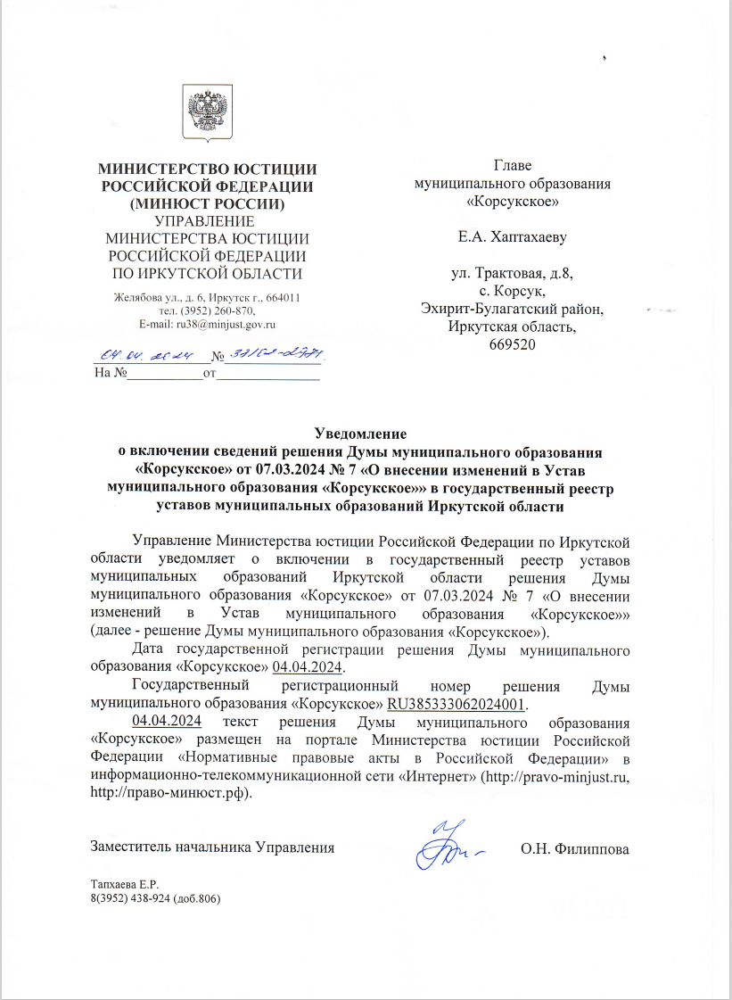 МИНИСТЕРСТВО ЮСТИЦИИ
РОССИЙСКОЙ ФЕДЕРАЦИИ
(МИНЮСТ РОССИИ)
УПРАВЛЕНИЕ
МИНИСТЕРСТВА ЮСТИЦИИ
РОССИЙСКОЙ ФЕДЕРАЦИИ
ПО ИРКУТСКОЙ ОБЛАСТИ
Желябова ул., д. 6, Иркутск г., 664011
тел. (3952) 260-870,
E-mail: ru38@minjust.gov.ru
04.04.2024 №
На №____________от________________
Главе
муниципального образования
«Корсукское»
Е.А. Хаптахаеву
ул. Трактовая, д.8,
с. Корсук,
Эхирит-Булагатский район,
Иркутская область,
669520
Уведомление
о включении сведений решения Думы муниципального образования
«Корсукское» от 07.03.2024 № 7 «О внесении изменений в Устав
муниципального образования «Корсукское»» в государственный реестр
уставов муниципальных образований Иркутской области
Управление Министерства юстиции Российской Федерации по Иркутской
области уведомляет о включении в государственный реестр уставов
муниципальных образований Иркутской области решения Думы
муниципального образования «Корсукское» от 07.03.2024 № 7 «О внесении
изменений в Устав муниципального образования «Корсукское»»
(далее - решение Думы муниципального образования «Корсукское»).
Дата государственной регистрации решения Думы муниципального
образования «Корсукское» 04.04.2024.
Государственный регистрационный номер решения Думы
муниципального образования «Корсукское» RU385333062024001.
04.04.2024 текст решения Думы муниципального образования
«Корсукское» размещен на портале Министерства юстиции Российской
Федерации «Нормативные правовые акты в Российской Федерации» в
информационно-телекоммуникационной сети «Интернет» (http://pravo-minjust.ru,
http://право-минюст.рф).
Заместитель начальника Управления О.Н. Филиппова
Тапхаева Е.Р.
8(3952) 438-924 (доб.806)